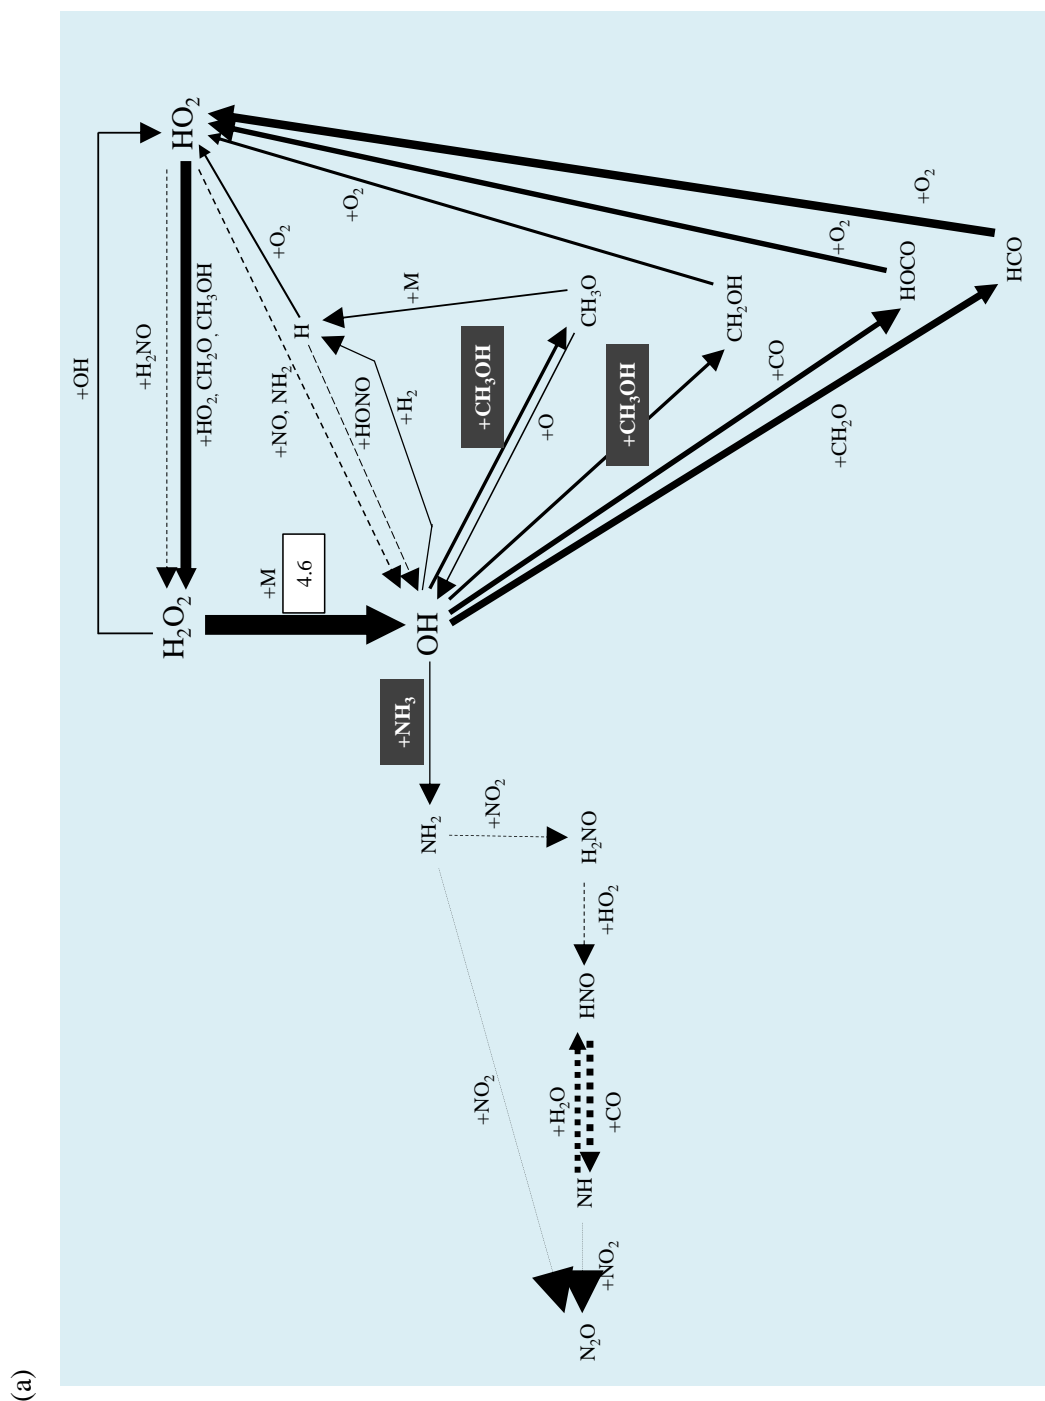 (a)
+OH
H₂O₂
HO₂
+H₂NO
+HO₂, CH₂O, CH₃OH
+M
4.6
+NO, NH₂
+O₂
H
+HONO
+H₂
+M
+O₂
+NH₃
OH
+CH₃OH
+O
CH₃O
+CH₃OH
CH₂OH
+CO
+O₂
HOCO
+CH₂O
+O₂
HCO
NH₂
+NO₂
+NO₂
H₂NO
+HO₂
HNO
+H₂O
+CO
NH
+NO₂
N₂O